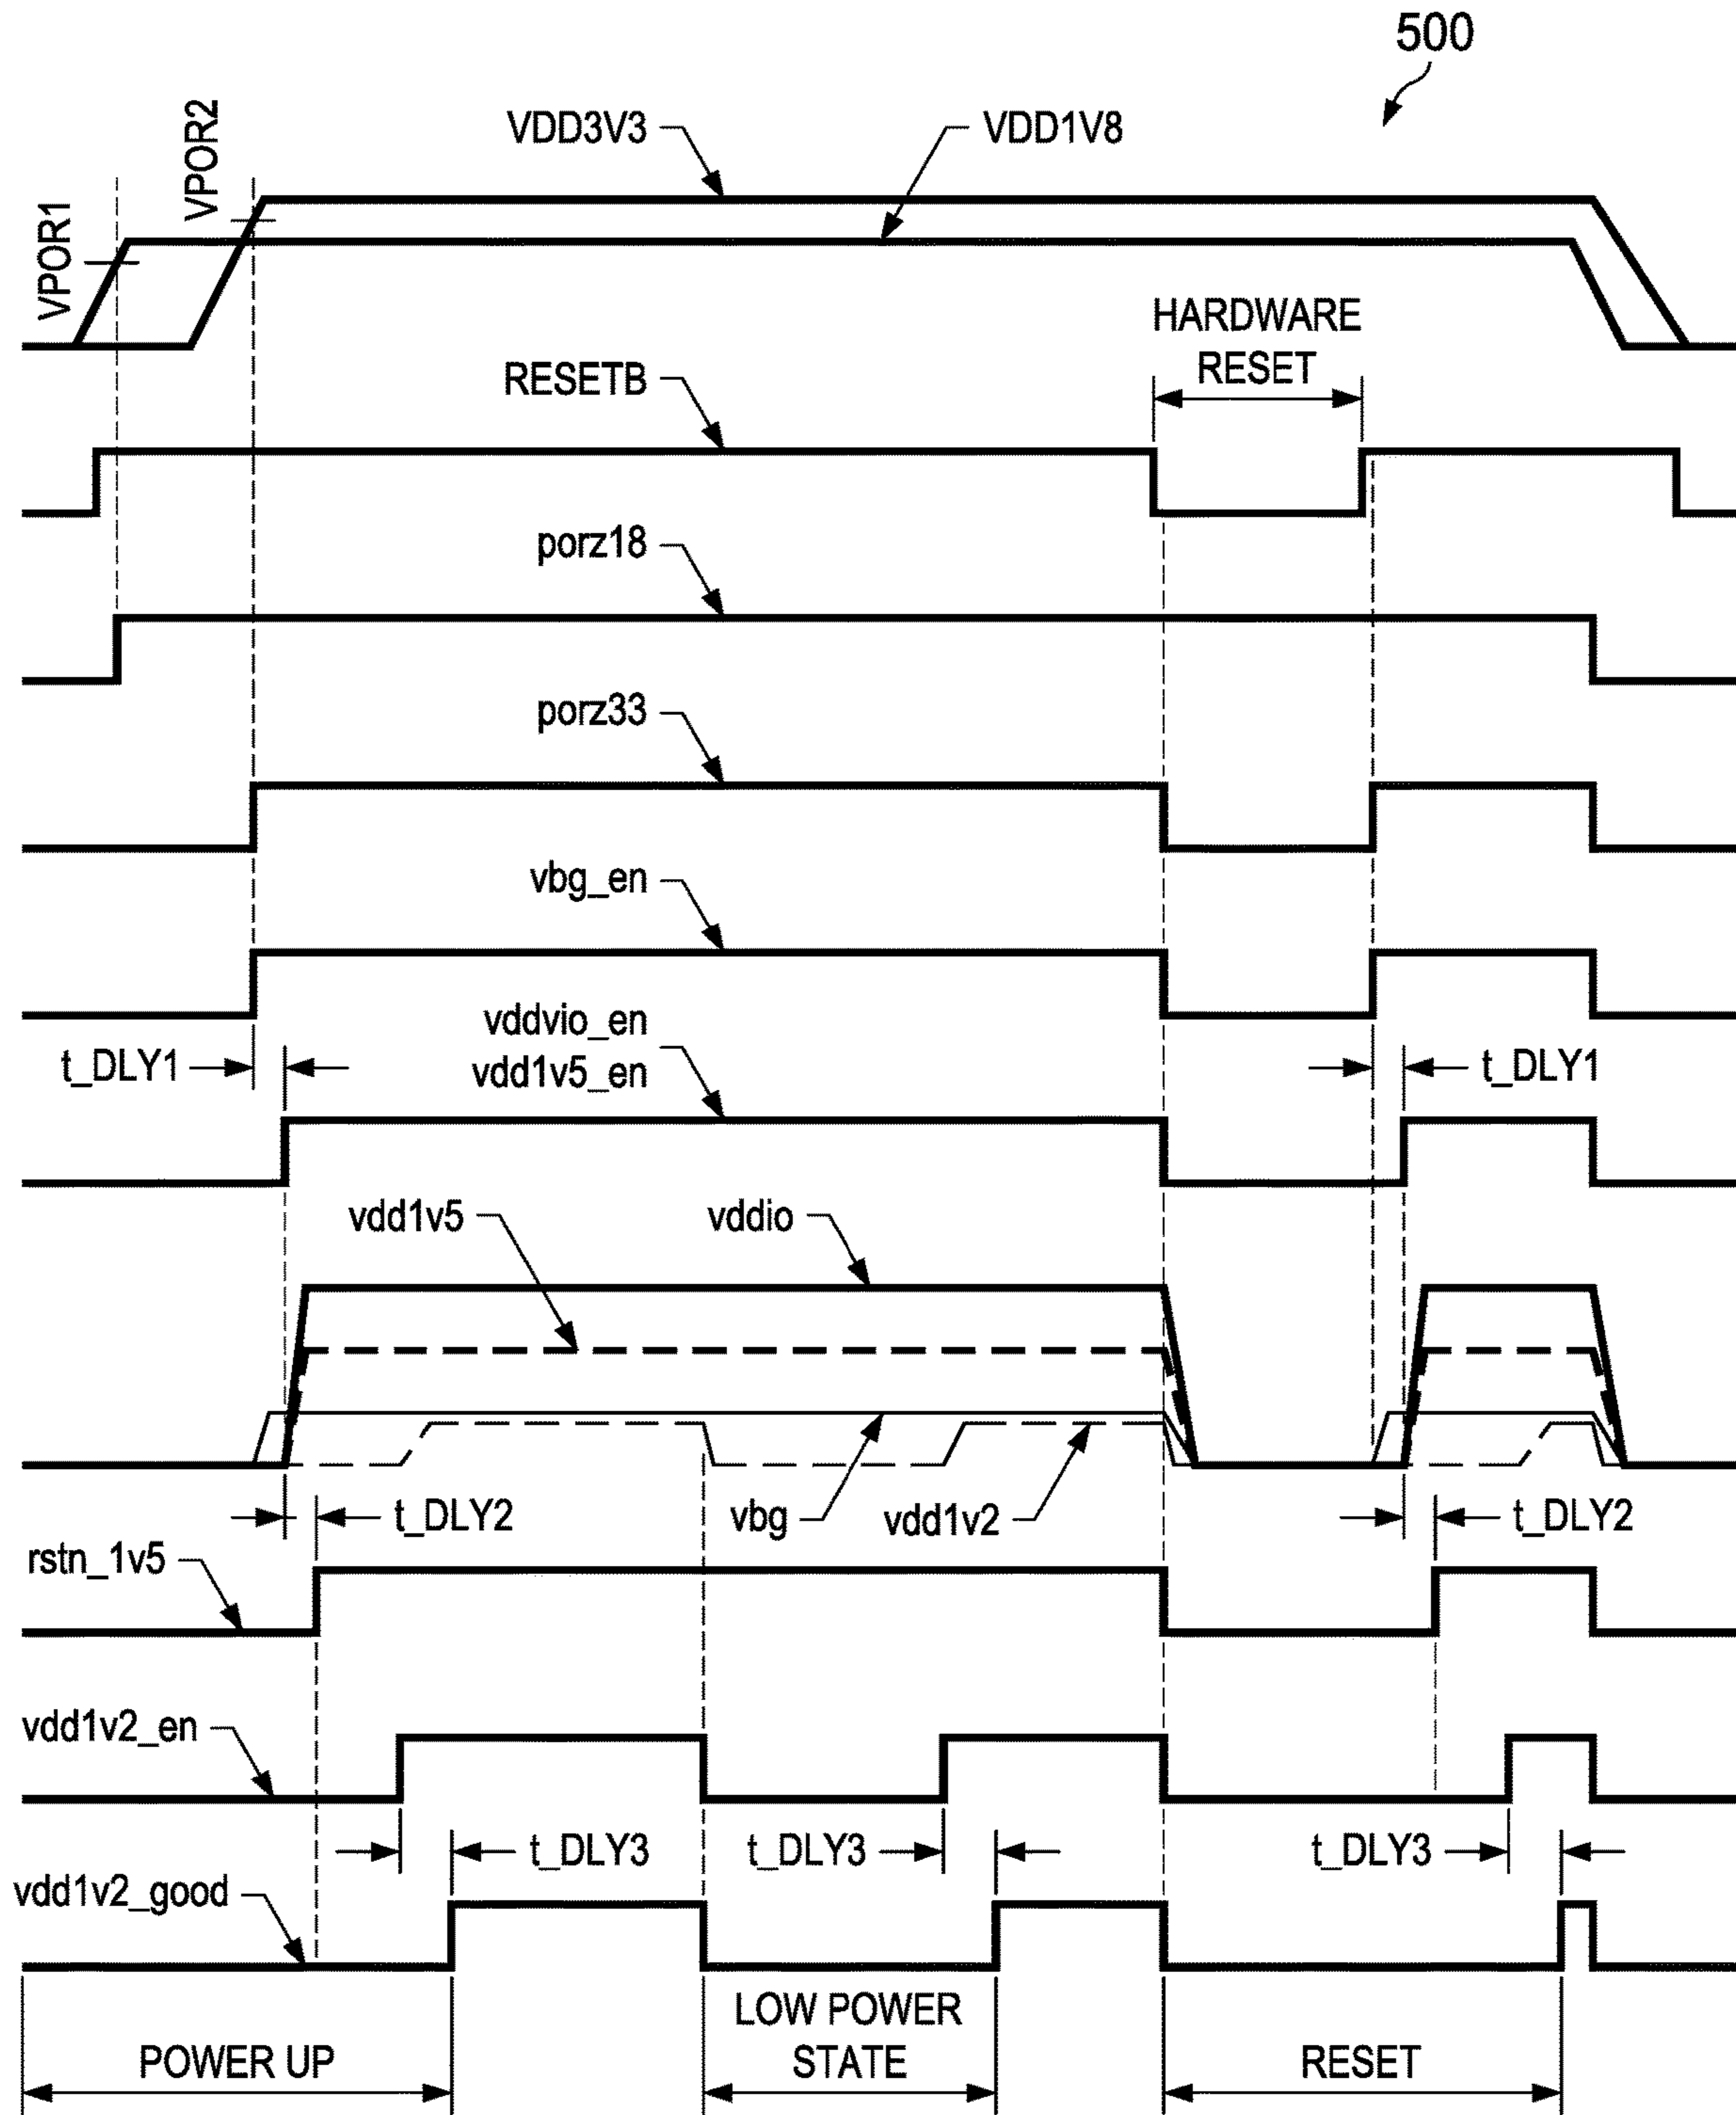 500
VPOR2
VDD3V3
VDD1V8
VPOR1
HARDWARE
RESET
RESETB
porz18
porz33
vbg_en
vddvio_en
t_DLY1
vdd1v5_en
t_DLY1
vdd1v5
vddio
t_DLY2
vbg
vdd1v2
t_DLY2
rstn_1v5
vdd1v2_en
t_DLY3
t_DLY3
t_DLY3
vdd1v2_good
LOW POWER
STATE
POWER UP
RESET